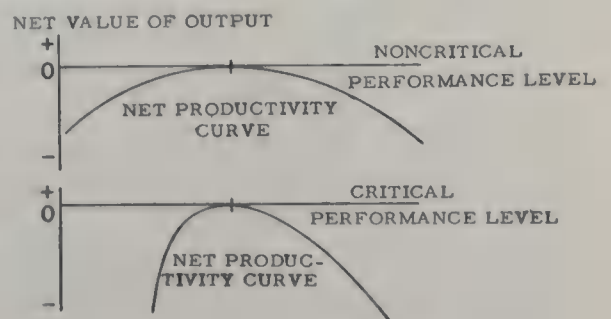 NET VALUE OF OUTPUT
+
0
NONCRITICAL
PERFORMANCE LEVEL
NET PRODUCTIVITY
CURVE
−
+
0
CRITICAL
PERFORMANCE LEVEL
NET PRODUC-
TIVITY CURVE
−